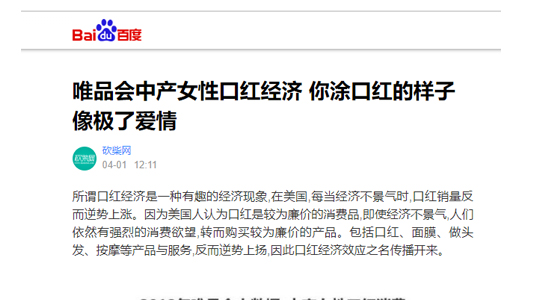 Bai du 百度
唯品会中产女性口红经济 你涂口红的样子
像极了爱情
砍柴网
04-01 12:11
所谓口红经济是一种有趣的经济现象,在美国,每当经济不景气时,口红销量反
而逆势上涨。因为美国人认为口红是较为廉价的消费品,即使经济不景气,人们
依然有强烈的消费欲望,转而购买较为廉价的产品。包括口红、面膜、做头
发、按摩等产品与服务,反而逆势上扬,因此口红经济效应之名传播开来。